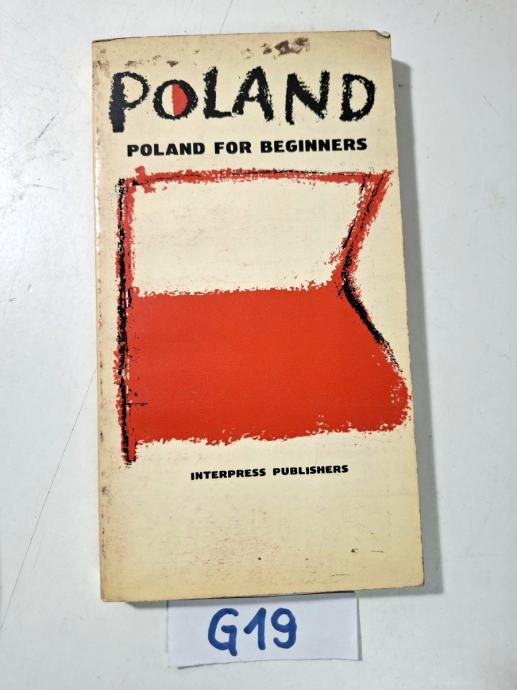 POLAND
POLAND FOR BEGINNERS
INTERPRESS PUBLISHERS
G19